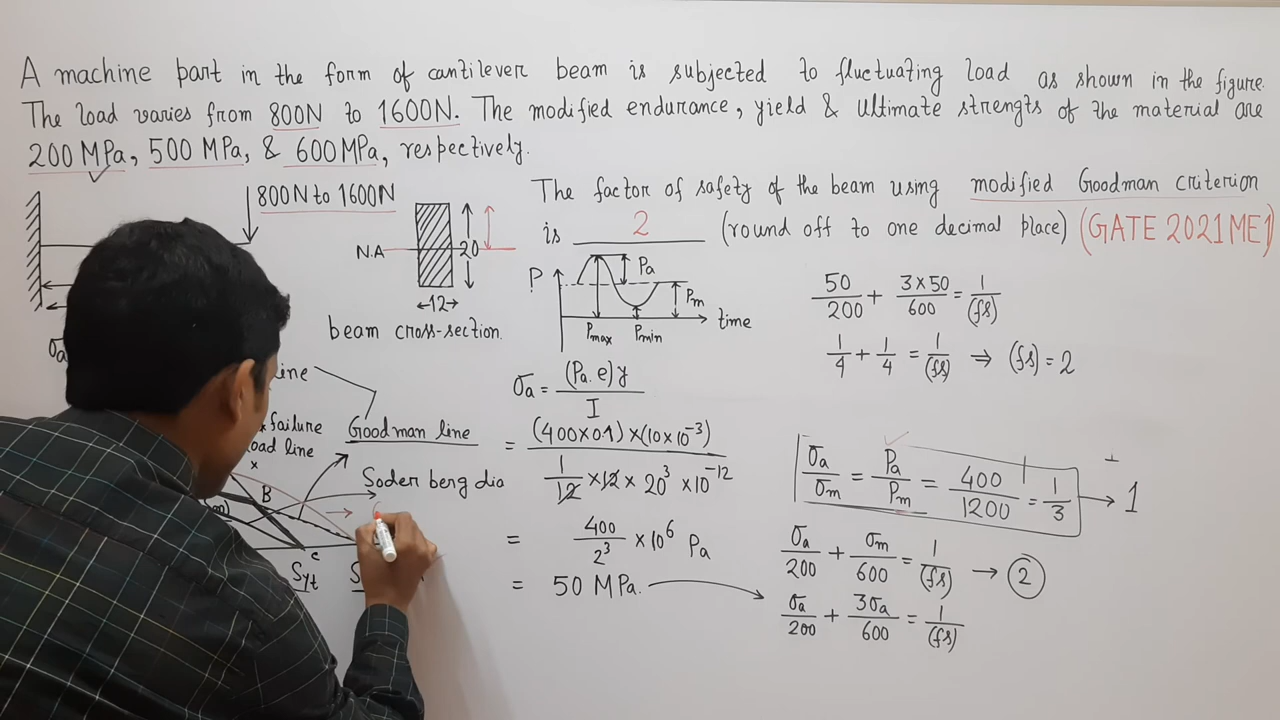 A machine part in the form of cantilever beam is subjected to fluctuating load as shown in the figure.
The load varies from 800N to 1600N. The modified endurance, yield & ultimate strengts of the material are
200 MPa, 500 MPa, & 600 MPa, respectively.
800N to 1600N
N.A
20
12
beam cross-section.
The factor of safety of the beam using modified Goodman criterion
is 2 (round off to one decimal place) (GATE 2021 ME1)
P
Pa
Pm
Pmax
Pmin
time
σa
line
failure
load line
Goodman line
Soderberg dia
B
C
Syt
σa = (Pa.e)y / I
= (400×0.1)×(10×10⁻³) / (1/12 ×12× 20³ ×10⁻¹²)
= 400/2³ × 10⁶ Pa
= 50 MPa.
50/200 + 3×50/600 = 1/(fs)
1/4 + 1/4 = 1/(fs) ⇒ (fs) = 2
σa/σm = Pa/Pm = 400/1200 = 1/3 → 1
σa/200 + σm/600 = 1/(fs) → 2
σa/200 + 3σa/600 = 1/(fs)